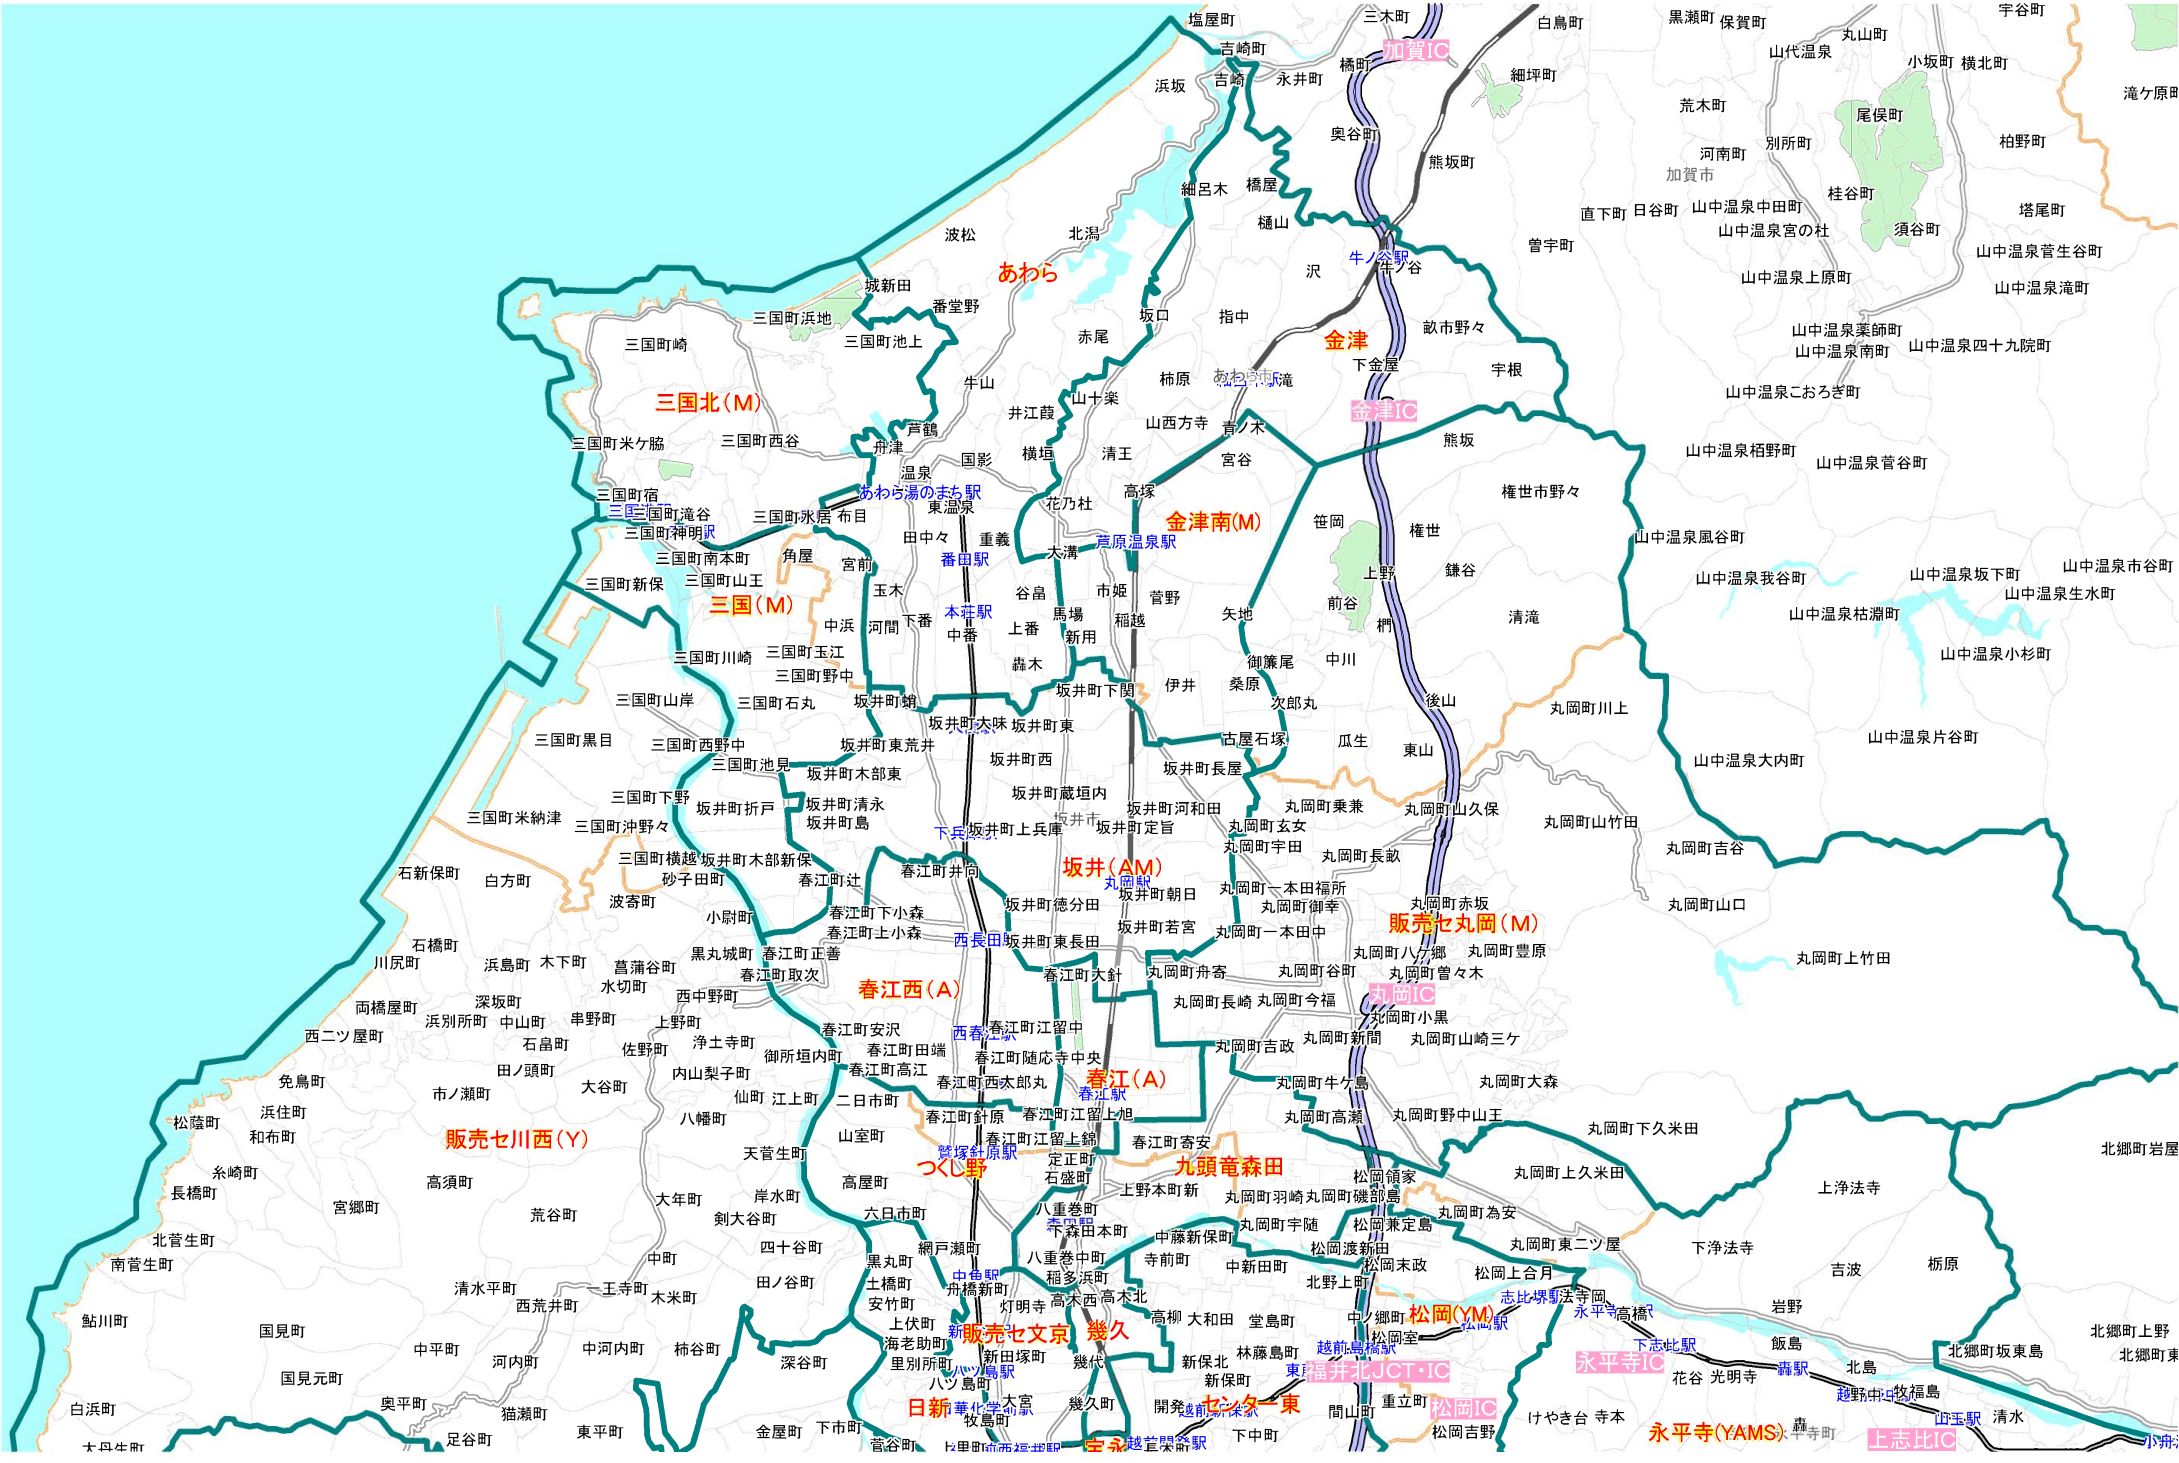 塩屋町
三木町
白鳥町
黒瀬町
保賀町
宇谷町
吉崎町
加賀IC
丸山町
山代温泉
橘町
小坂町
横北町
浜坂
吉崎
永井町
細坪町
滝ケ原町
荒木町
尾俣町
奥谷町
別所町
柏野町
河南町
熊坂町
加賀市
細呂木
橋屋
桂谷町
直下町
日谷町
山中温泉中田町
塔尾町
樋山
山中温泉宮の杜
須谷町
波松
北潟
曽宇町
山中温泉菅生谷町
牛ノ谷駅
牛ノ谷
あわら
沢
山中温泉上原町
山中温泉滝町
城新田
番堂野
坂口
指中
三国町浜地
畝市野々
山中温泉薬師町
三国町崎
三国町池上
赤尾
金津
山中温泉南町
山中温泉四十九院町
下金屋
宇根
牛山
柿原
あわら市
滝
山中温泉こおろぎ町
三国北(M)
井江葭
山十楽
金津IC
山西方寺
青ノ木
芦鶴
三国町米ケ脇
三国町西谷
舟津
熊坂
横垣
清王
国影
宮谷
山中温泉栢野町
山中温泉菅谷町
温泉
三国町宿
あわら湯のまち駅
高塚
権世市野々
東温泉
花乃杜
三国町滝谷
三国町水居
布目
金津南(M)
笹岡
権世
三国町神明
田中々
重義
芦原温泉駅
山中温泉風谷町
三国町南本町
角屋
宮前
番田駅
大溝
三国町新保
三国町山王
上野
鎌谷
山中温泉我谷町
山中温泉坂下町
山中温泉市谷町
玉木
谷畠
市姫
菅野
山中温泉生水町
三国(M)
本荘駅
馬場
稲越
矢地
前谷
清滝
山中温泉枯淵町
中浜
河間
下番
中番
上番
新用
椚
三国町川崎
三国町玉江
轟木
御簾尾
中川
山中温泉小杉町
三国町野中
坂井町下関
伊井
桑原
三国町山岸
三国町石丸
坂井町蛸
次郎丸
後山
丸岡町川上
坂井町大味
坂井町東
三国町黒目
三国町西野中
坂井町東荒井
古屋石塚
瓜生
東山
山中温泉片谷町
三国町池見
坂井町木部東
坂井町西
坂井町長屋
山中温泉大内町
三国町下野
坂井町折戸
坂井町清永
坂井町蔵垣内
坂井町河和田
丸岡町乗兼
丸岡町山久保
三国町米納津
三国町沖野々
坂井町島
坂井町上兵庫
坂井市
坂井町定旨
丸岡町玄女
丸岡町山竹田
丸岡町宇田
丸岡町長畝
丸岡町吉谷
三国町横越
坂井町木部新保
坂井(AM)
石新保町
白方町
砂子田町
春江町辻
春江町井向
丸岡駅
坂井町朝日
丸岡町一本田福所
波寄町
坂井町徳分田
丸岡町御幸
丸岡町赤坂
丸岡町山口
小尉町
春江町下小森
坂井町若宮
販売セ丸岡(M)
春江町上小森
丸岡町一本田中
石橋町
西長田駅
坂井町東長田
川尻町
浜島町
木下町
菖蒲谷町
黒丸城町
春江町正善
丸岡町八ケ郷
丸岡町豊原
丸岡町上竹田
水切町
春江町取次
春江町大針
丸岡町舟寄
丸岡町谷町
丸岡町曽々木
両橋屋町
深坂町
西中野町
春江西(A)
丸岡町長崎
丸岡町今福
丸岡IC
浜別所町
中山町
串野町
上野町
丸岡町小黒
西二ツ屋町
春江町安沢
西春江駅
春江町江留中
丸岡町新間
丸岡町山崎三ケ
石畠町
佐野町
浄土寺町
御所垣内町
春江町田端
春江町随応寺中央
丸岡町吉政
田ノ頭町
内山梨子町
春江町高江
春江町西太郎丸
春江(A)
免鳥町
市ノ瀬町
大谷町
仙町
江上町
二日市町
春江駅
丸岡町牛ケ島
丸岡町大森
松蔭町
浜住町
八幡町
春江町針原
春江町江留上旭
丸岡町高瀬
丸岡町野中山王
和布町
販売セ川西(Y)
山室町
春江町江留上錦
春江町寄安
丸岡町下久米田
北郷町岩屋
天菅生町
鷲塚針原駅
定正町
糸崎町
つくし野
石盛町
九頭竜森田
丸岡町上久米田
長橋町
高須町
高屋町
上野本町新
松岡領家
宮郷町
大年町
岸水町
丸岡町羽崎
丸岡町磯部島
上浄法寺
荒谷町
剣大谷町
六日市町
八重巻町
丸岡町宇随
松岡兼定島
丸岡町為安
北菅生町
四十谷町
網戸瀬町
下森田本町
中藤新保町
松岡渡新田
丸岡町東二ツ屋
下浄法寺
南菅生町
中町
黒丸町
八重巻中町
寺前町
中新田町
松岡末政
吉波
栃原
清水平町
一王寺町
田ノ谷町
土橋町
中角駅
舟橋新町
稲多浜町
北野上町
松岡上合月
西荒井町
木米町
安竹町
灯明寺
高木西
高木北
志比堺駅
法寺岡
岩野
鮎川町
国見町
上伏町
高柳
大和田
堂島町
中ノ郷町
松岡(YM)
高橋
北郷町上野
販売セ文京
幾久
松岡室
松岡駅
飯島
下志比駅
中平町
河内町
中河内町
柿谷町
深谷町
海老助町
新田塚町
幾代
新保北
林藤島町
越前島橋駅
北郷町坂東島
国見元町
里別所町
八ツ島駅
福井北JCT・IC
永平寺IC
轟駅
北島
八ツ島町
新保町
花谷
光明寺
白浜町
奥平町
猫瀬町
日新
大宮
幾久町
開発
センター東
間山町
重立町
松岡IC
けやき台
寺本
牧福島
足谷町
東平町
金屋町
下市町
牧島町
下中町
松岡吉野
永平寺(YAMS)
轟
山王駅
清水
大丹生町
菅谷町
越前開発駅
上志比IC